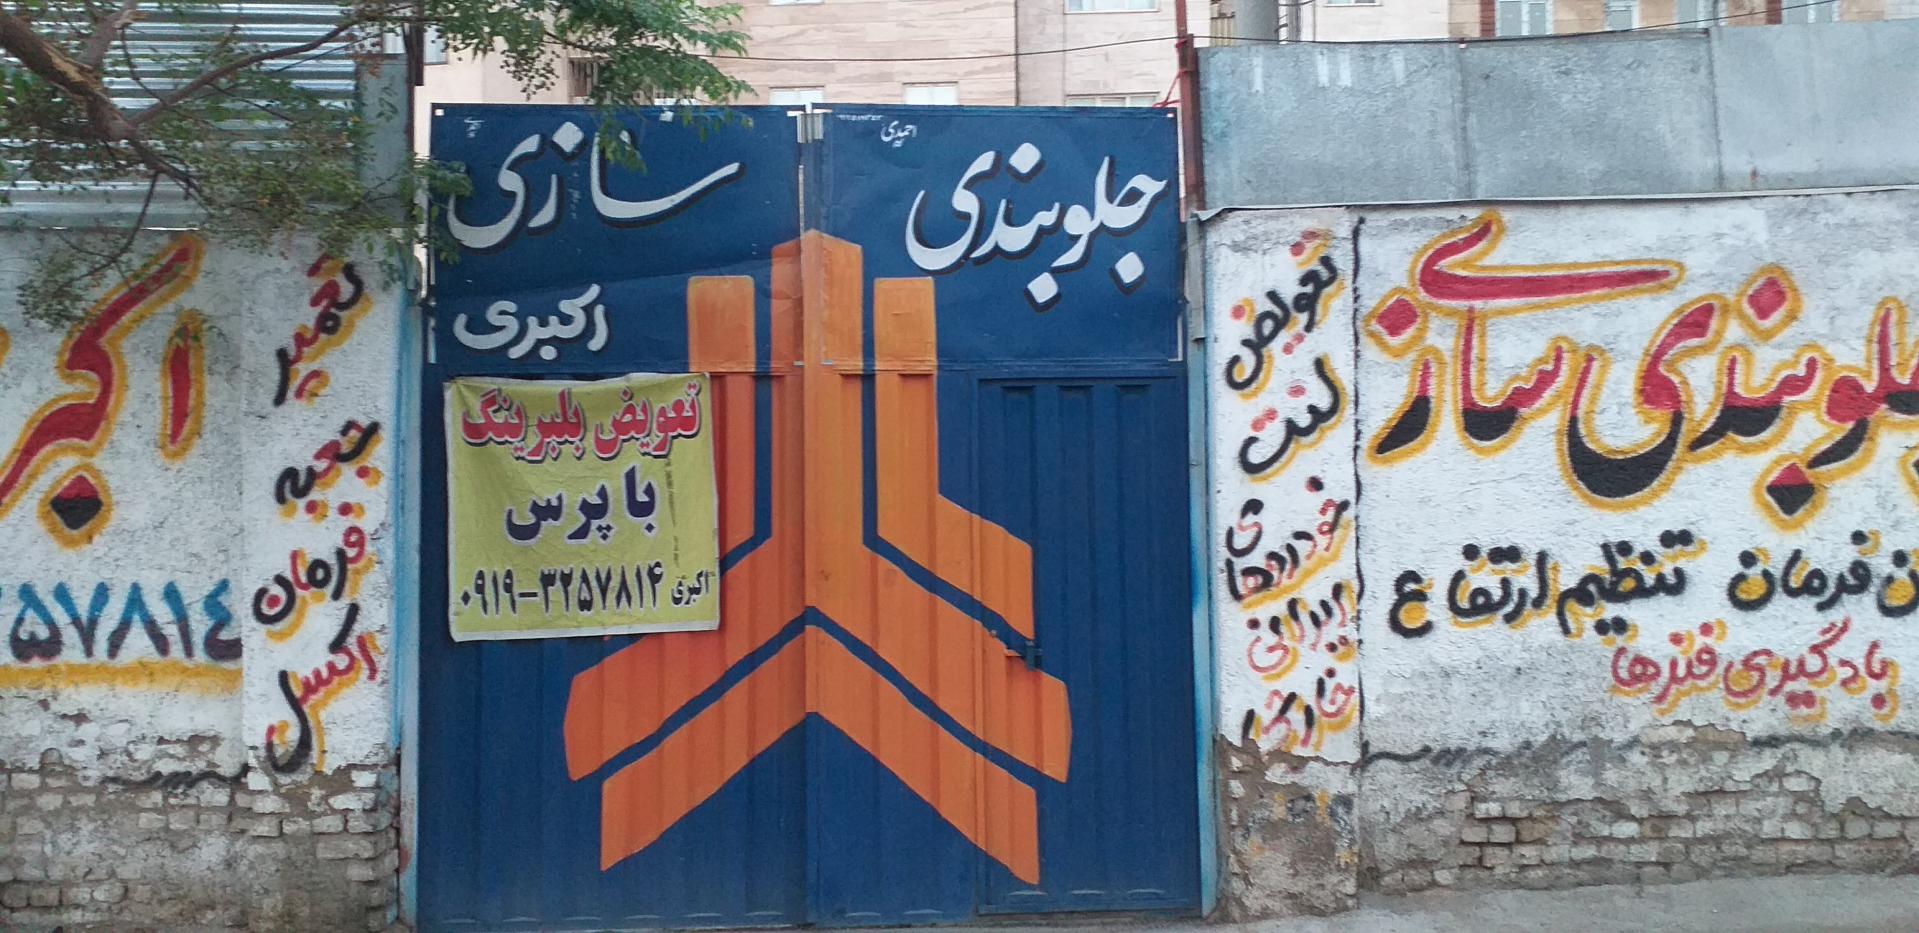 جلوبندی سازی
احمدی
اکبری
تعویض بلبرینگ
با پرس
اکبری ۰۹۱۹-۳۲۵۷۸۱۴
جلوبندی سازی
فرمان تنظیم ارتفاع
بادگیری فنرها
تعویض
لنت
خودروهای
ایرانی
خارجی
تعمیر
جعبه
فرمان
اکسل
اکبر
۵۷۸۱۴